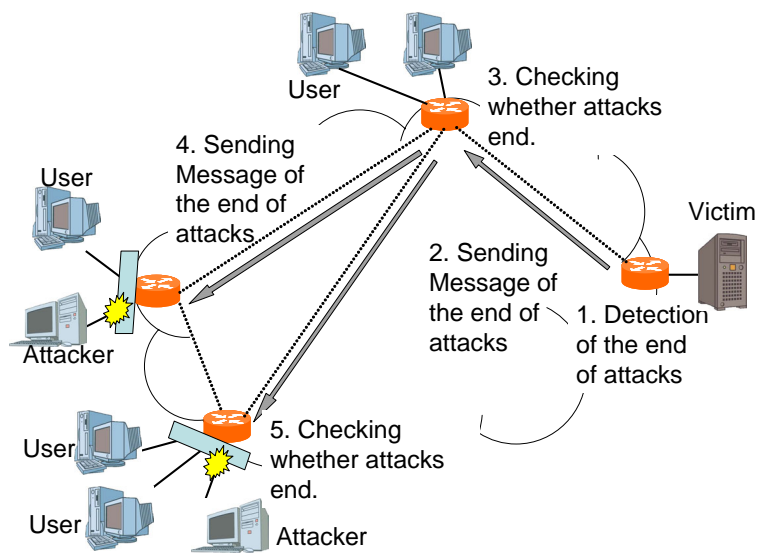 User
3. Checking
whether attacks
end.
4. Sending
Message of
the end of
attacks
User
Victim
2. Sending
Message of
the end of
attacks
1. Detection
of the end
of attacks
Attacker
5. Checking
whether attacks
end.
User
User
Attacker